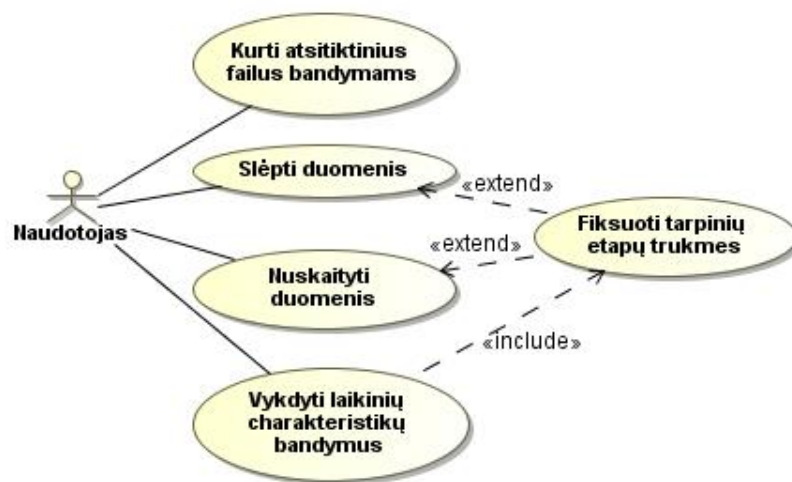 Kurti atsitiktinius
failus bandymams
Slėpti duomenis
«extend»
Fiksuoti tarpinių
etapų trukmes
Naudotojas
«extend»
Nuskaityti
duomenis
«include»
Vykdyti laikinių
charakteristikų
bandymus